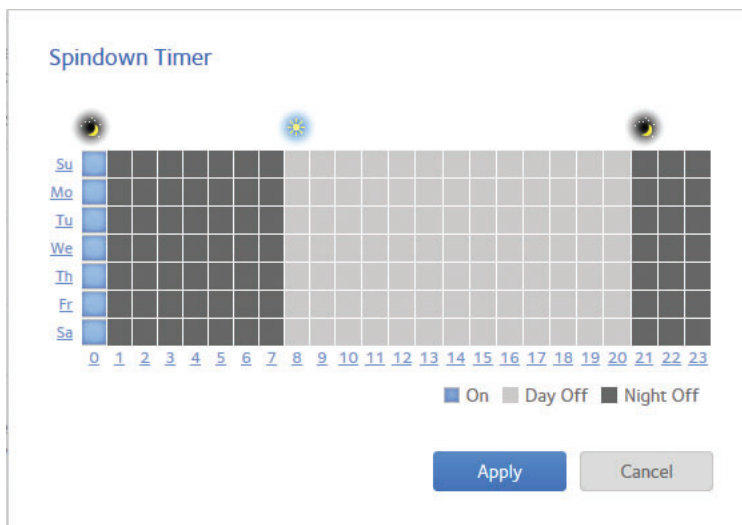 Spindown Timer
Su
Mo
Tu
We
Th
Fr
Sa
0 1 2 3 4 5 6 7 8 9 10 11 12 13 14 15 16 17 18 19 20 21 22 23
On Day Off Night Off
Apply Cancel